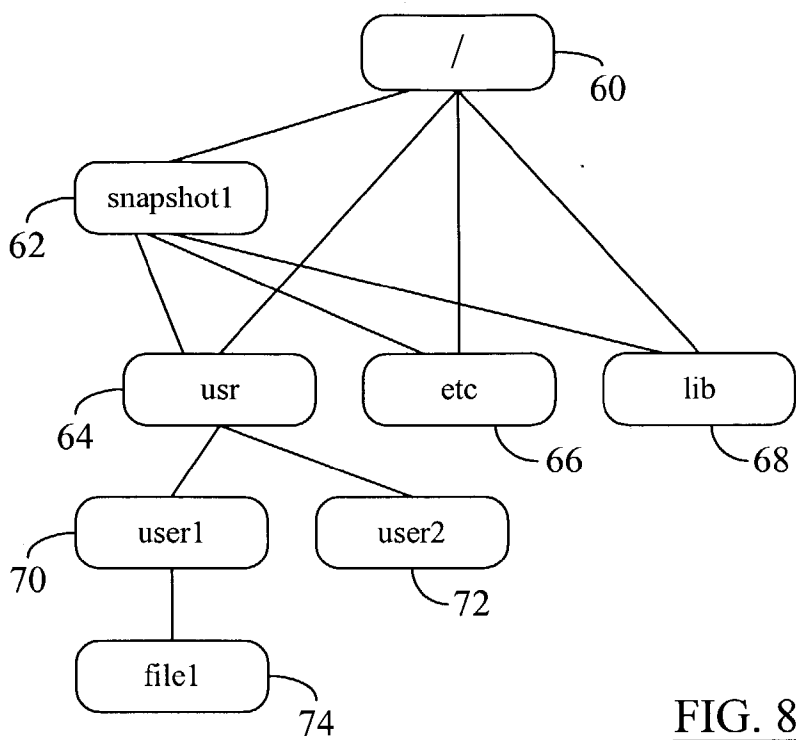 /
60
snapshot1
62
usr
etc
lib
64
66
68
user1
user2
70
72
file1
74
FIG. 8